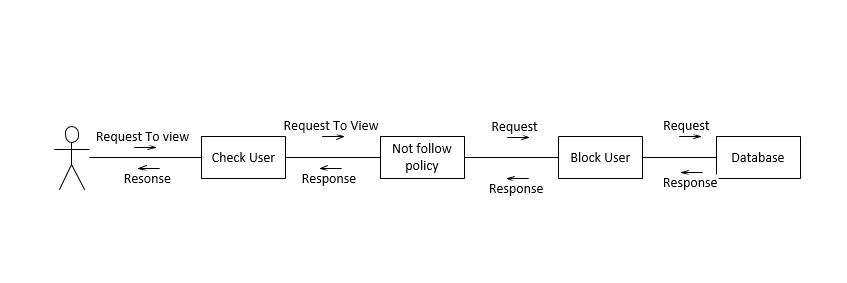 Request To view
Resonse
Check User
Request To View
Response
Not follow
policy
Request
Response
Block User
Request
Response
Database